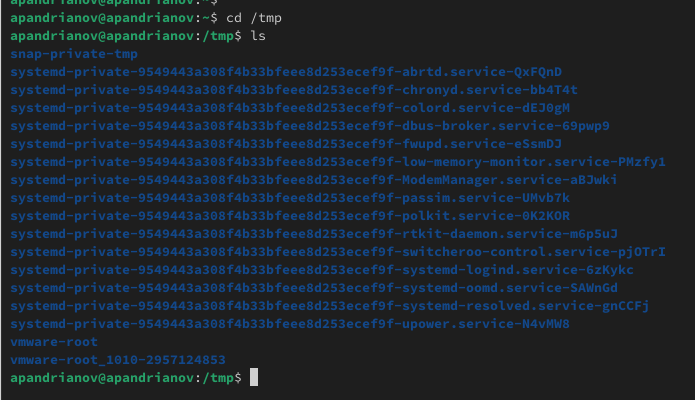 apandrianov@apandrianov:~$
apandrianov@apandrianov:~$ cd /tmp
apandrianov@apandrianov:/tmp$ ls
snap-private-tmp
systemd-private-9549443a308f4b33bfeee8d253ecef9f-abrtd.service-QxFQnD
systemd-private-9549443a308f4b33bfeee8d253ecef9f-chronyd.service-bb4T4t
systemd-private-9549443a308f4b33bfeee8d253ecef9f-colord.service-dEJ0gM
systemd-private-9549443a308f4b33bfeee8d253ecef9f-dbus-broker.service-69pwp9
systemd-private-9549443a308f4b33bfeee8d253ecef9f-fwupd.service-eSsmDJ
systemd-private-9549443a308f4b33bfeee8d253ecef9f-low-memory-monitor.service-PMzfy1
systemd-private-9549443a308f4b33bfeee8d253ecef9f-ModemManager.service-aBJwki
systemd-private-9549443a308f4b33bfeee8d253ecef9f-passim.service-UMvb7k
systemd-private-9549443a308f4b33bfeee8d253ecef9f-polkit.service-0K2KOR
systemd-private-9549443a308f4b33bfeee8d253ecef9f-rtkit-daemon.service-m6p5uJ
systemd-private-9549443a308f4b33bfeee8d253ecef9f-switcheroo-control.service-pjOTrI
systemd-private-9549443a308f4b33bfeee8d253ecef9f-systemd-logind.service-6zKykc
systemd-private-9549443a308f4b33bfeee8d253ecef9f-systemd-oomd.service-SAWnGd
systemd-private-9549443a308f4b33bfeee8d253ecef9f-systemd-resolved.service-gnCCFj
systemd-private-9549443a308f4b33bfeee8d253ecef9f-upower.service-N4vMW8
vmware-root
vmware-root_1010-2957124853
apandrianov@apandrianov:/tmp$